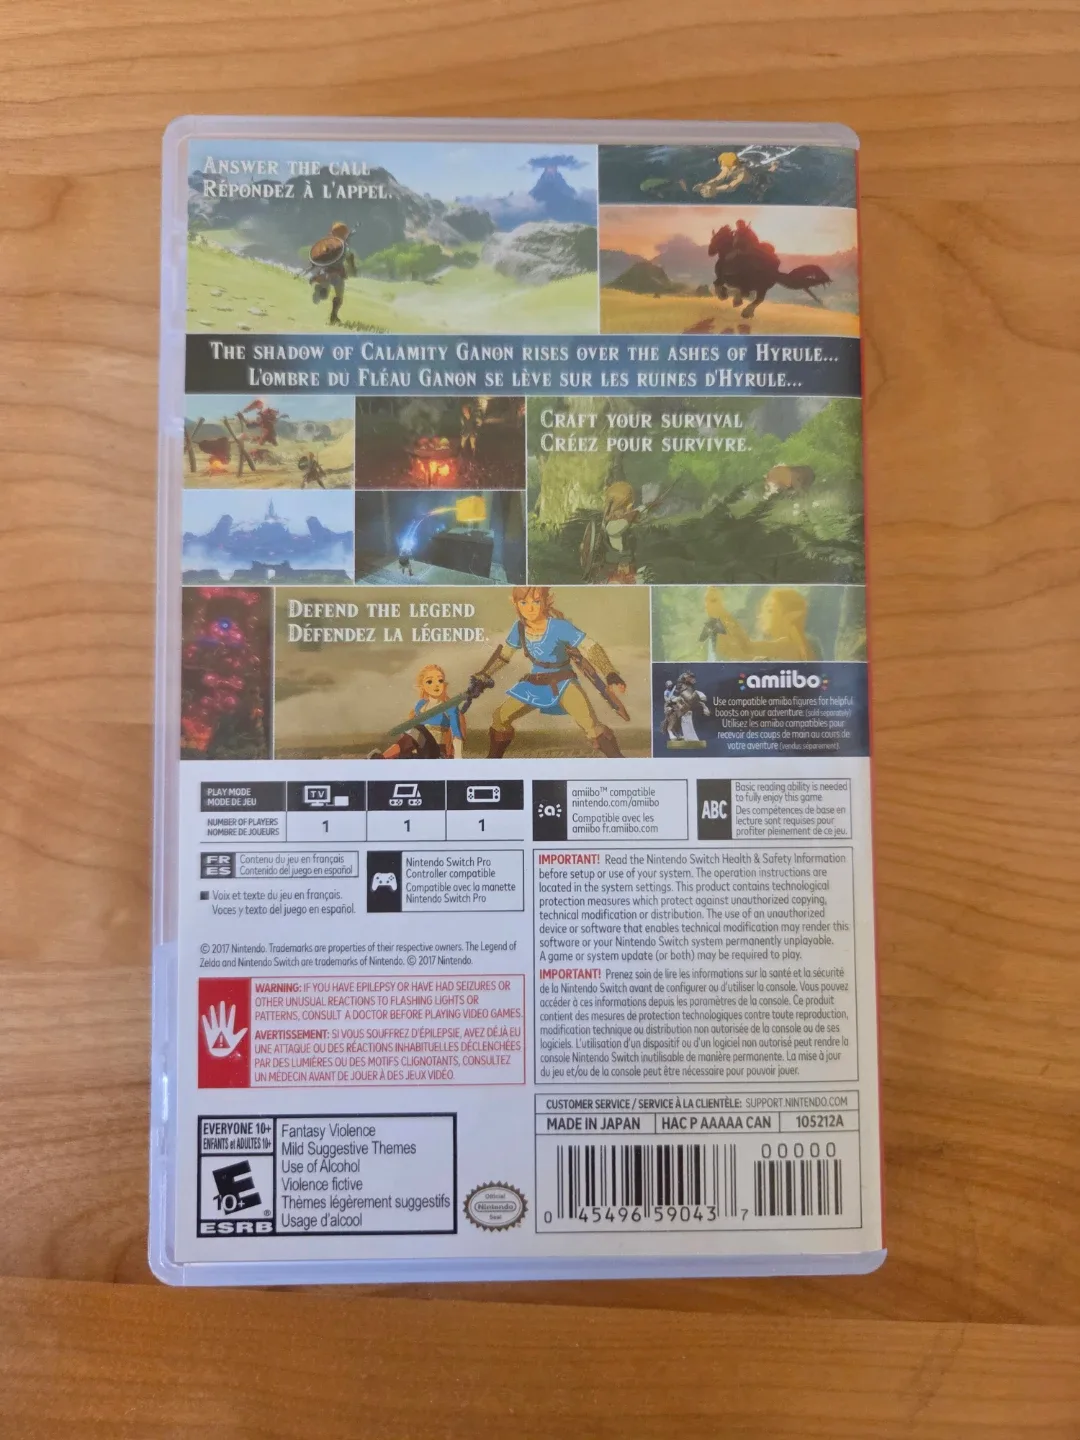 ANSWER THE CALL
RÉPONDEZ À L'APPEL.
THE SHADOW OF CALAMITY GANON RISES OVER THE ASHES OF HYRULE...
L'OMBRE DU FLÉAU GANON SE LÈVE SUR LES RUINES D'HYRULE...
CRAFT YOUR SURVIVAL
CRÉEZ POUR SURVIVRE.
DEFEND THE LEGEND
DÉFENDEZ LA LÉGENDE.
amiibo
Use compatible amiibo figures for helpful
boosts on your adventure. (sold separately)
Utilisez les amiibo compatibles pour
recevoir des coups de main au cours de
votre aventure (vendus séparément).
PLAY MODE
MODE DE JEU
TV
NUMBER OF PLAYERS
NOMBRE DE JOUEURS
1
1
1
amiibo™ compatible
nintendo.com/amiibo
Compatible avec les
amiibo fr.amiibo.com
ABC
Basic reading ability is needed
to fully enjoy this game
Des compétences de base en
lecture sont requises pour
profiter pleinement de ce jeu.
FR
ES
Contenu du jeu en français
Contenido del juego en español
Voix et texte du jeu en français.
Voces y texto del juego en español.
Nintendo Switch Pro
Controller compatible
Compatible avec la manette
Nintendo Switch Pro
© 2017 Nintendo. Trademarks are properties of their respective owners. The Legend of
Zelda and Nintendo Switch are trademarks of Nintendo. © 2017 Nintendo.
WARNING: IF YOU HAVE EPILEPSY OR HAVE HAD SEIZURES OR
OTHER UNUSUAL REACTIONS TO FLASHING LIGHTS OR
PATTERNS, CONSULT A DOCTOR BEFORE PLAYING VIDEO GAMES.
AVERTISSEMENT: SI VOUS SOUFFREZ D'ÉPILEPSIE, AVEZ DÉJÀ EU
UNE ATTAQUE OU DES RÉACTIONS INHABITUELLES DÉCLENCHÉES
PAR DES LUMIÈRES OU DES MOTIFS CLIGNOTANTS, CONSULTEZ
UN MÉDECIN AVANT DE JOUER À DES JEUX VIDÉO.
IMPORTANT! Read the Nintendo Switch Health & Safety Information
before setup or use of your system. The operation instructions are
located in the system settings. This product contains technological
protection measures which protect against unauthorized copying,
technical modification or distribution. The use of an unauthorized
device or software that enables technical modification may render this
software or your Nintendo Switch system permanently unplayable.
A game or system update (or both) may be required to play.
IMPORTANT! Prenez soin de lire les informations sur la santé et la sécurité
de la Nintendo Switch avant de configurer ou d'utiliser la console. Vous pouvez
accéder à ces informations depuis les paramètres de la console. Ce produit
contient des mesures de protection technologiques contre toute reproduction,
modification technique ou distribution non autorisée de la console ou de ses
logiciels. L'utilisation d'un dispositif ou d'un logiciel non autorisé peut rendre la
console Nintendo Switch inutilisable de manière permanente. La mise à jour
du jeu et/ou de la console peut être nécessaire pour pouvoir jouer.
CUSTOMER SERVICE / SERVICE À LA CLIENTÈLE: SUPPORT.NINTENDO.COM
MADE IN JAPAN HAC P AAAAA CAN 105212A
EVERYONE 10+
ENFANTS et ADULTES 10+
E
10+
®
ESRB
Fantasy Violence
Mild Suggestive Themes
Use of Alcohol
Violence fictive
Thèmes légèrement suggestifs
Usage d'alcool
Official
Nintendo
Seal
00000
0 45496 59043 7